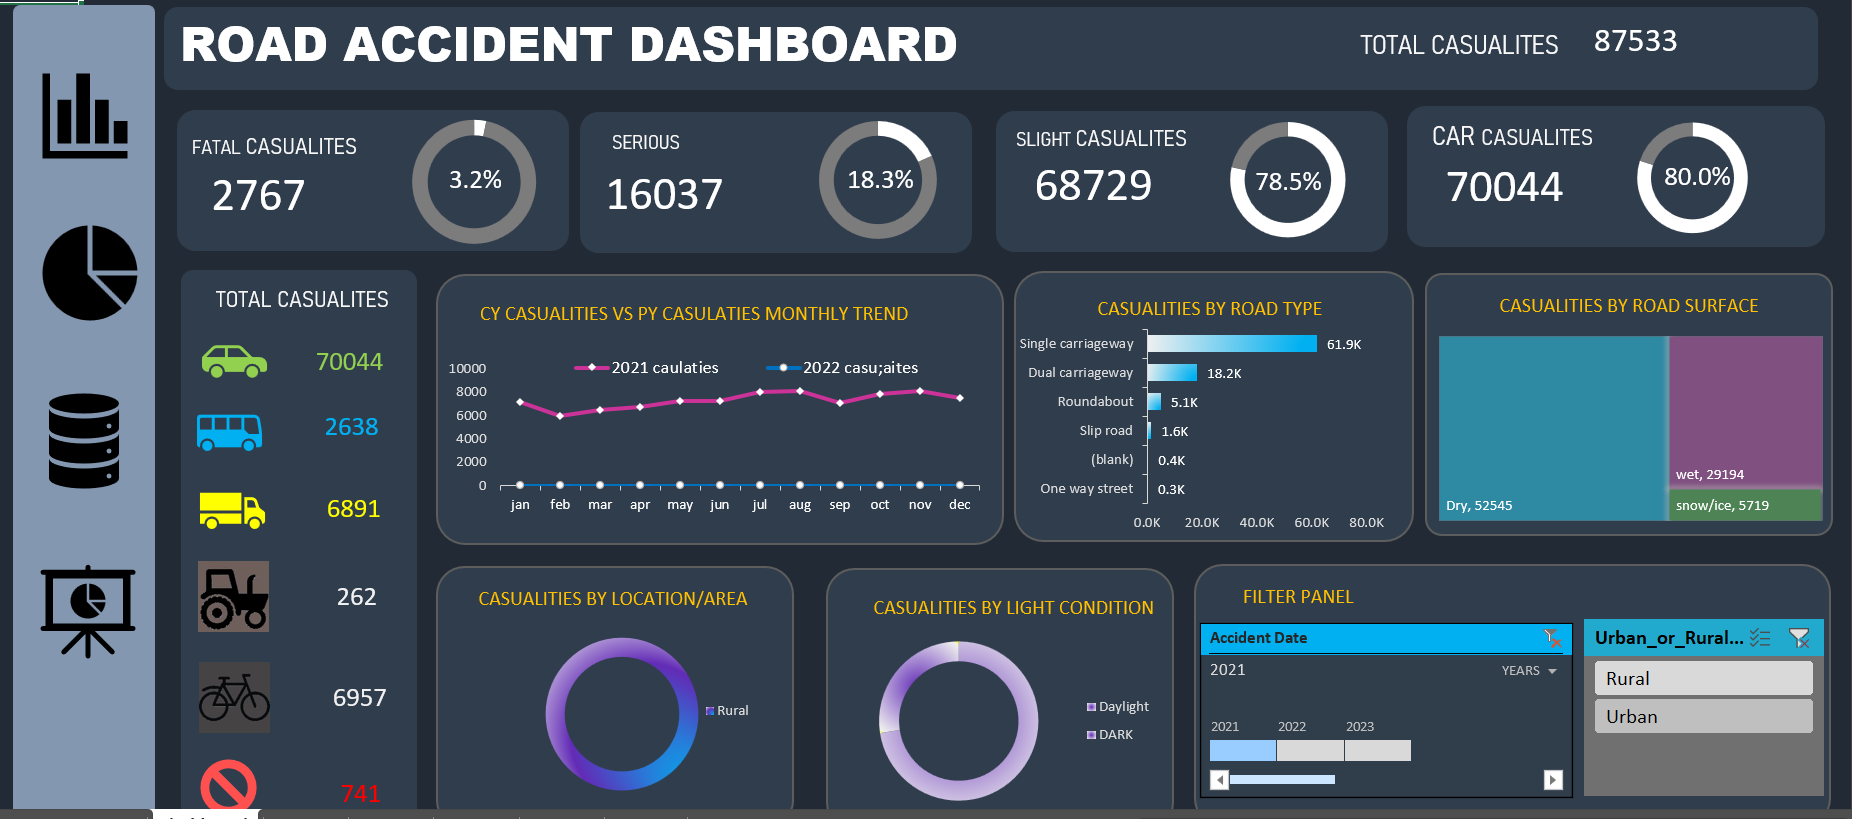 ROAD ACCIDENT DASHBOARD
TOTAL CASUALITES 87533
FATAL CASUALITES
2767
3.2%
SERIOUS
16037
18.3%
SLIGHT CASUALITES
68729
78.5%
CAR CASUALITES
70044
80.0%
TOTAL CASUALITES
70044
2638
6891
262
6957
741
CY CASUALITIES VS PY CASULATIES MONTHLY TREND
2021 caulaties 2022 casu;aites
10000
8000
6000
4000
2000
0
jan feb mar apr may jun jul aug sep oct nov dec
CASUALITIES BY ROAD TYPE
Single carriageway 61.9K
Dual carriageway 18.2K
Roundabout 5.1K
Slip road 1.6K
(blank) 0.4K
One way street 0.3K
0.0K 20.0K 40.0K 60.0K 80.0K
CASUALITIES BY ROAD SURFACE
Dry, 52545
wet, 29194
snow/ice, 5719
CASUALITIES BY LOCATION/AREA
Rural
CASUALITIES BY LIGHT CONDITION
Daylight
DARK
FILTER PANEL
Accident Date
2021 YEARS
2021 2022 2023
Urban_or_Rural...
Rural
Urban